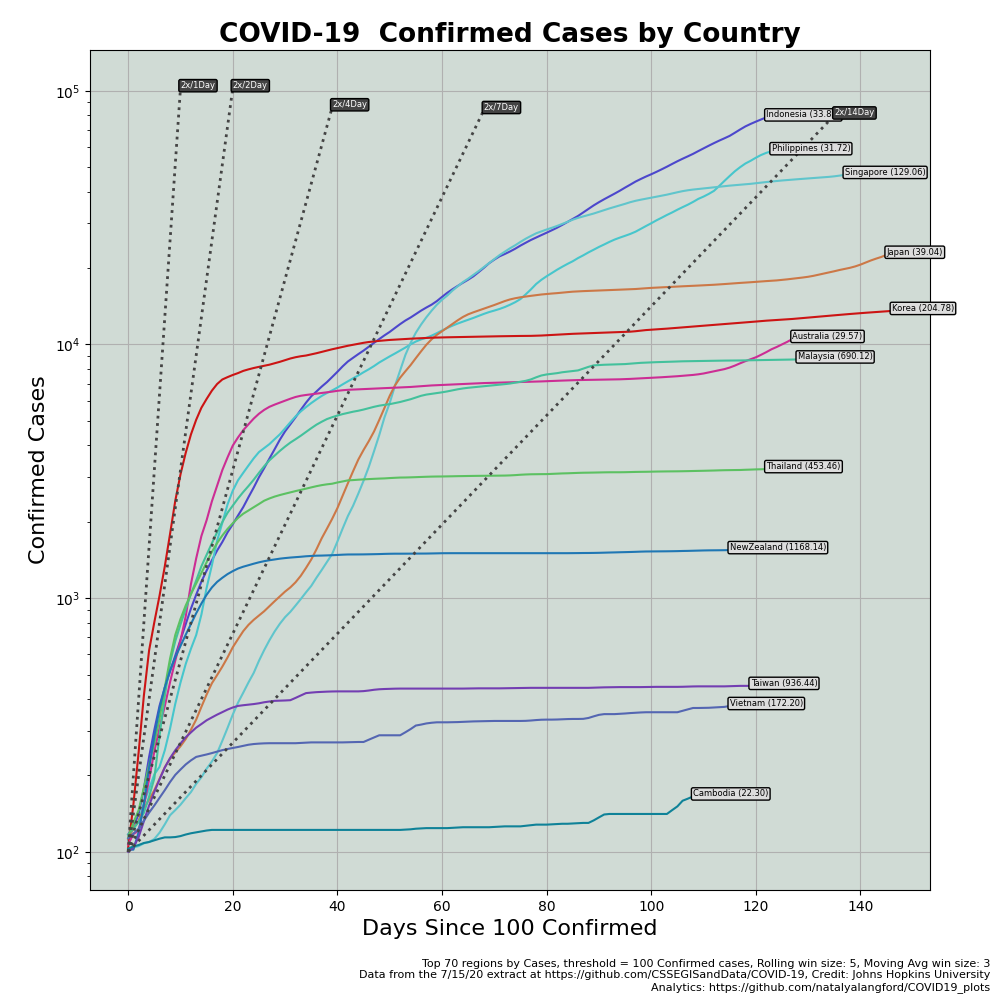 COVID-19  Confirmed Cases by Country
Confirmed Cases
10^5
10^4
10^3
10^2
2x/1Day
2x/2Day
2x/4Day
2x/7Day
2x/14Day
Indonesia (33.8
Philippines (31.72)
Singapore (129.06)
Japan (39.04)
Korea (204.78)
Australia (29.57)
Malaysia (690.12)
Thailand (453.46)
NewZealand (1168.14)
Taiwan (936.44)
Vietnam (172.20)
Cambodia (22.30)
0 20 40 60 80 100 120 140
Days Since 100 Confirmed
Top 70 regions by Cases, threshold = 100 Confirmed cases, Rolling win size: 5, Moving Avg win size: 3
Data from the 7/15/20 extract at https://github.com/CSSEGISandData/COVID-19, Credit: Johns Hopkins University
Analytics: https://github.com/natalyalangford/COVID19_plots